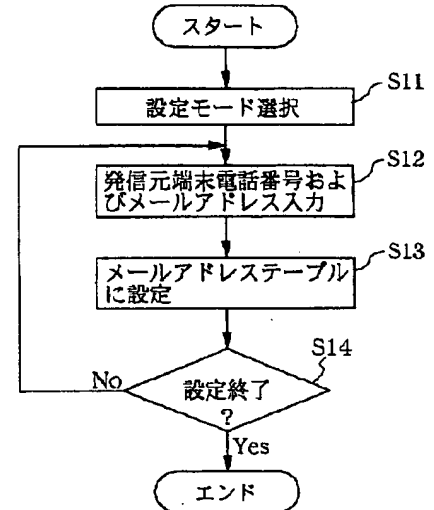 スタート
S11
設定モード選択
S12
発信元端末電話番号およ
びメールアドレス入力
S13
メールアドレステーブル
に設定
S14
設定終了
?
No
Yes
エンド